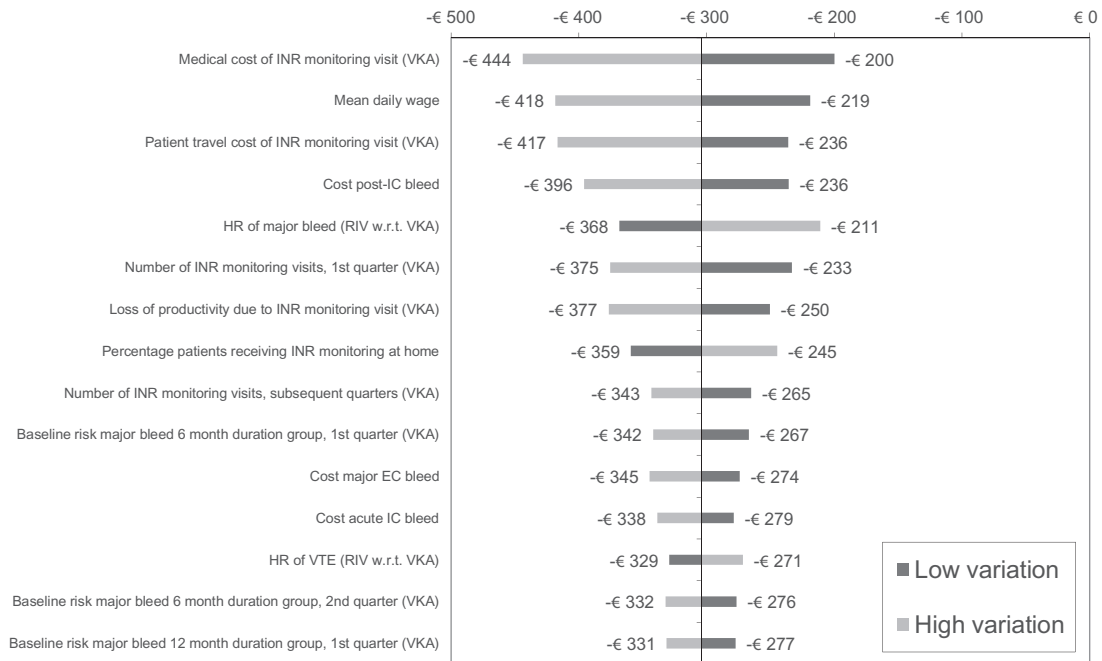 -€ 500 -€ 400 -€ 300 -€ 200 -€ 100 € 0
Medical cost of INR monitoring visit (VKA) -€ 444 -€ 200
Mean daily wage -€ 418 -€ 219
Patient travel cost of INR monitoring visit (VKA) -€ 417 -€ 236
Cost post-IC bleed -€ 396 -€ 236
HR of major bleed (RIV w.r.t. VKA) -€ 368 -€ 211
Number of INR monitoring visits, 1st quarter (VKA) -€ 375 -€ 233
Loss of productivity due to INR monitoring visit (VKA) -€ 377 -€ 250
Percentage patients receiving INR monitoring at home -€ 359 -€ 245
Number of INR monitoring visits, subsequent quarters (VKA) -€ 343 -€ 265
Baseline risk major bleed 6 month duration group, 1st quarter (VKA) -€ 342 -€ 267
Cost major EC bleed -€ 345 -€ 274
Cost acute IC bleed -€ 338 -€ 279
HR of VTE (RIV w.r.t. VKA) -€ 329 -€ 271
Baseline risk major bleed 6 month duration group, 2nd quarter (VKA) -€ 332 -€ 276
Baseline risk major bleed 12 month duration group, 1st quarter (VKA) -€ 331 -€ 277
Low variation
High variation